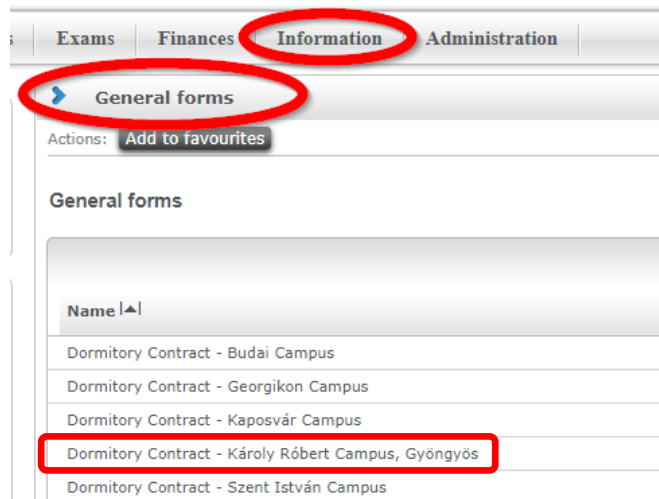 Exams Finances Information Administration
General forms
Actions: Add to favourites
General forms
Name
Dormitory Contract - Budai Campus
Dormitory Contract - Georgikon Campus
Dormitory Contract - Kaposvár Campus
Dormitory Contract - Károly Róbert Campus, Gyöngyös
Dormitory Contract - Szent István Campus